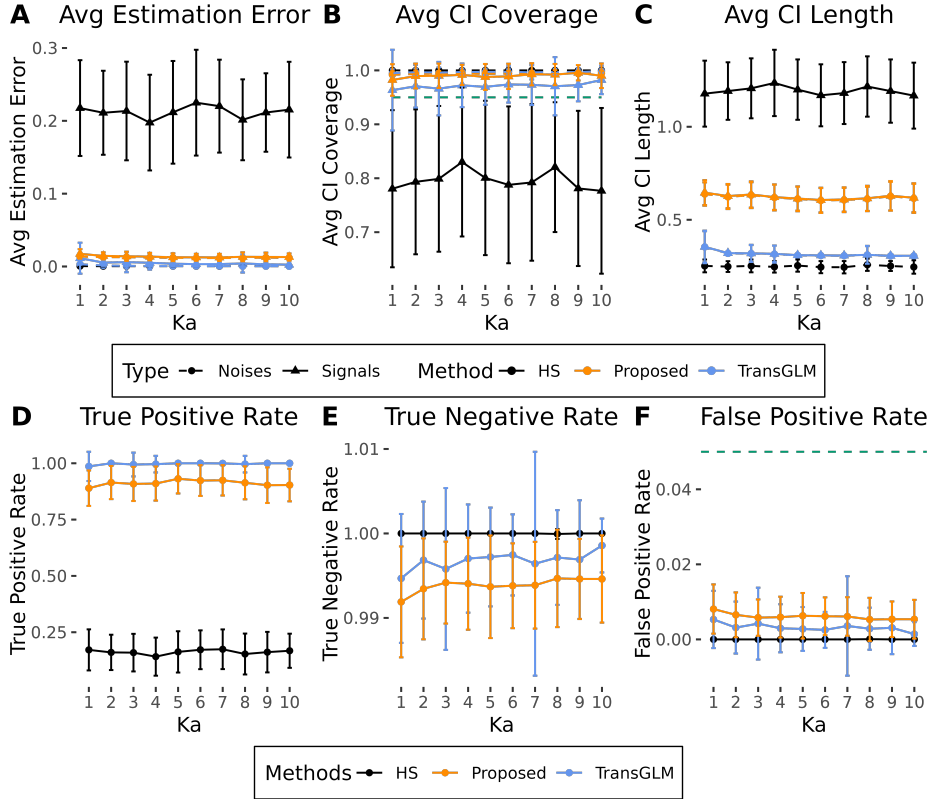 A Avg Estimation Error
B Avg CI Coverage
C Avg CI Length
Avg Estimation Error
0.3
0.2
0.1
0.0
1 2 3 4 5 6 7 8 9 10
Ka
Avg CI Coverage
1.0
0.9
0.8
0.7
1 2 3 4 5 6 7 8 9 10
Ka
Avg CI Length
1.0
0.5
1 2 3 4 5 6 7 8 9 10
Ka
Type Noises Signals Method HS Proposed TransGLM
D True Positive Rate
E True Negative Rate
F False Positive Rate
True Positive Rate
1.00
0.75
0.50
0.25
1 2 3 4 5 6 7 8 9 10
Ka
True Negative Rate
1.01
1.00
0.99
1 2 3 4 5 6 7 8 9 10
Ka
False Positive Rate
0.04
0.02
0.00
1 2 3 4 5 6 7 8 9 10
Ka
Methods HS Proposed TransGLM